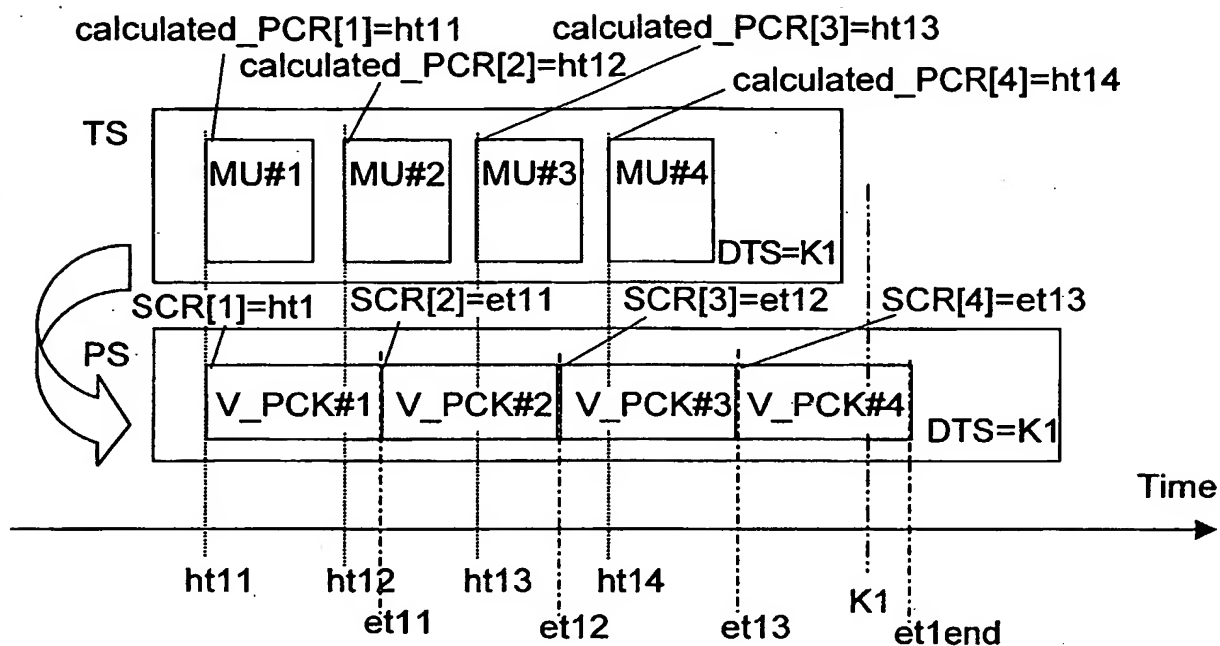 calculated_PCR[1]=ht11
calculated_PCR[3]=ht13
calculated_PCR[2]=ht12
calculated_PCR[4]=ht14
TS
MU#1
MU#2
MU#3
MU#4
DTS=K1
SCR[1]=ht1
SCR[2]=et11
SCR[3]=et12
SCR[4]=et13
PS
V_PCK#1
V_PCK#2
V_PCK#3
V_PCK#4
DTS=K1
Time
ht11
ht12
ht13
ht14
K1
et11
et12
et13
et1end